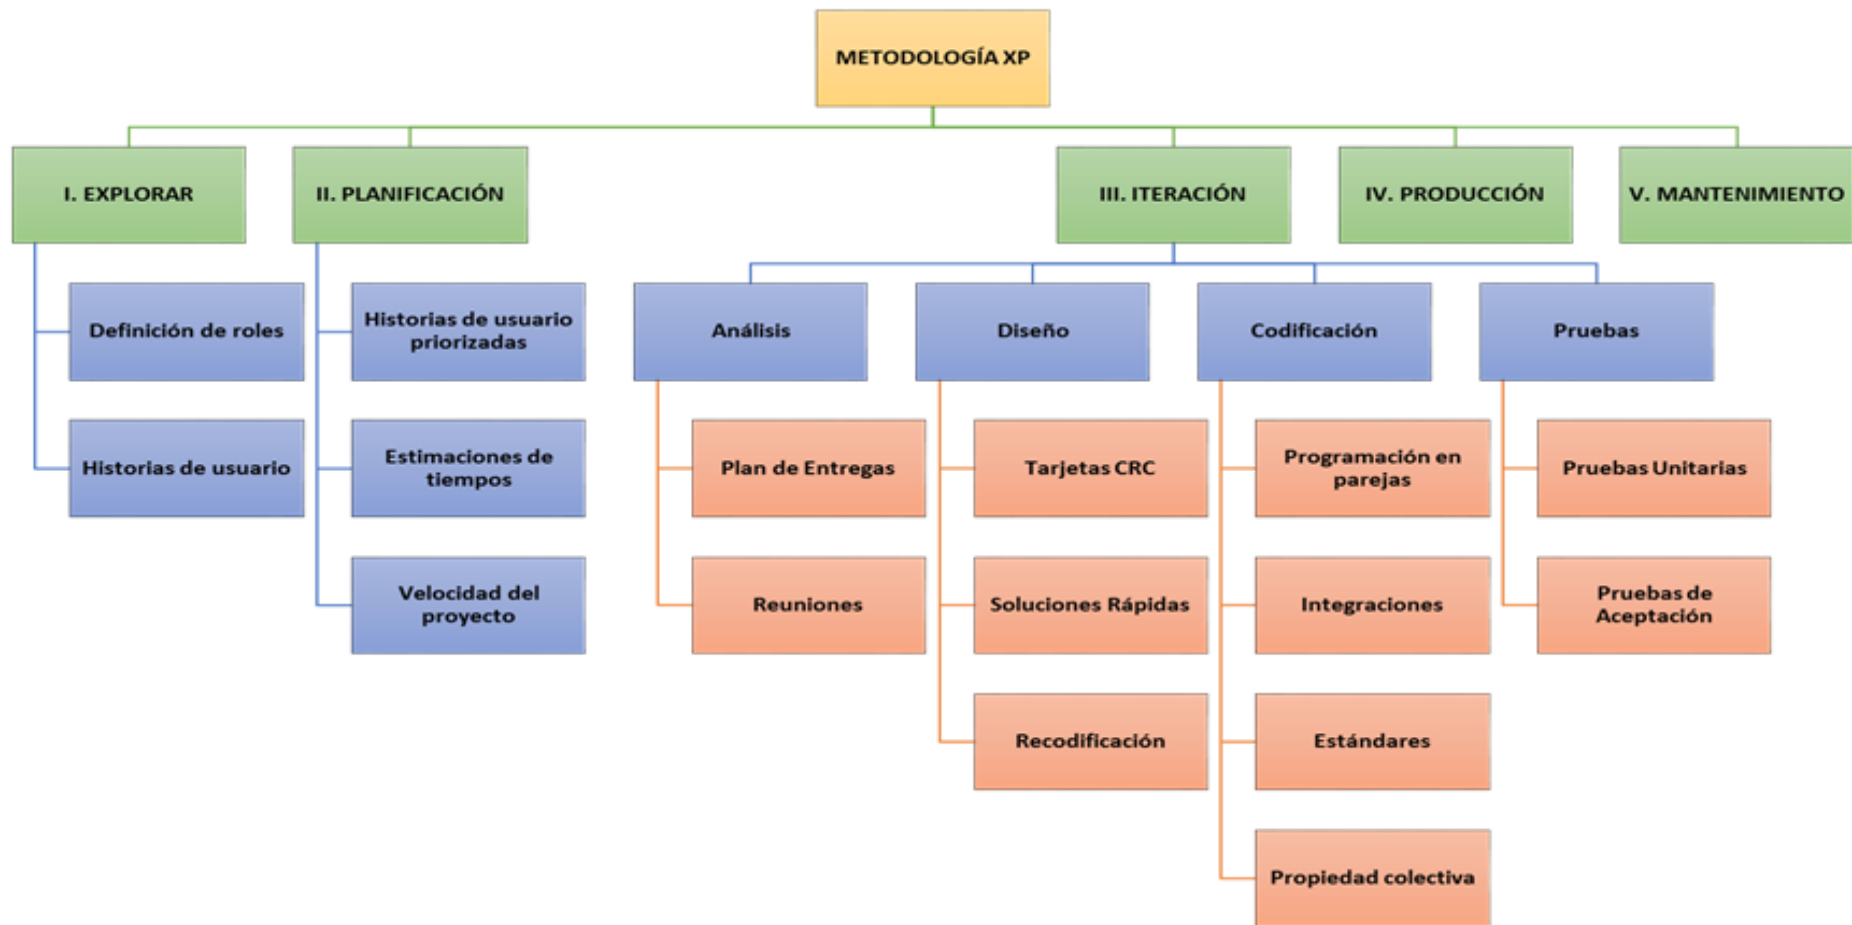 METODOLOGÍA XP
I. EXPLORAR
II. PLANIFICACIÓN
III. ITERACIÓN
IV. PRODUCCIÓN
V. MANTENIMIENTO
Definición de roles
Historias de usuario
priorizadas
Análisis
Diseño
Codificación
Pruebas
Historias de usuario
Estimaciones de
tiempos
Plan de Entregas
Tarjetas CRC
Programación en
parejas
Pruebas Unitarias
Velocidad del
proyecto
Reuniones
Soluciones Rápidas
Integraciones
Pruebas de
Aceptación
Recodificación
Estándares
Propiedad colectiva